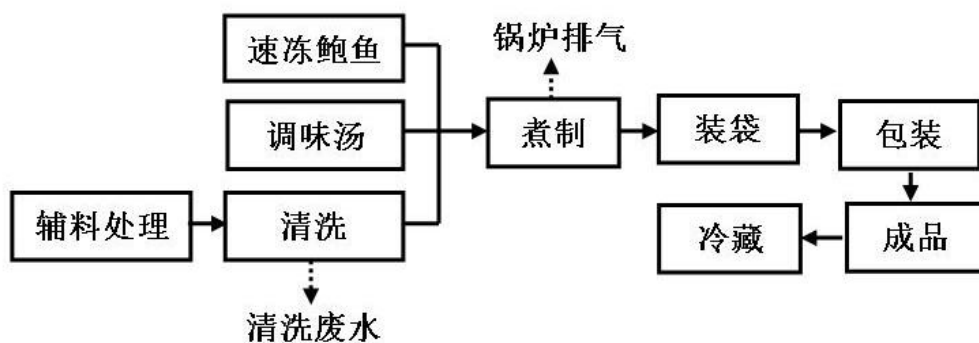 速冻鲍鱼
锅炉排气
调味汤
煮制
装袋
包装
辅料处理
清洗
冷藏
成品
清洗废水